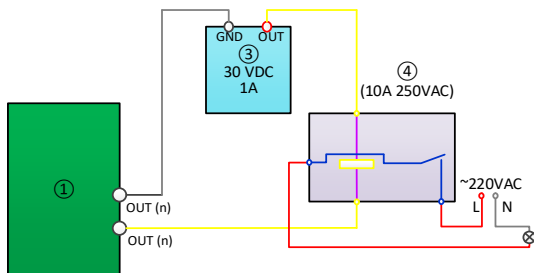 GND OUT
③
30 VDC
1A
④
(10A 250VAC)
①
OUT (n)
OUT (n)
~220VAC
L N